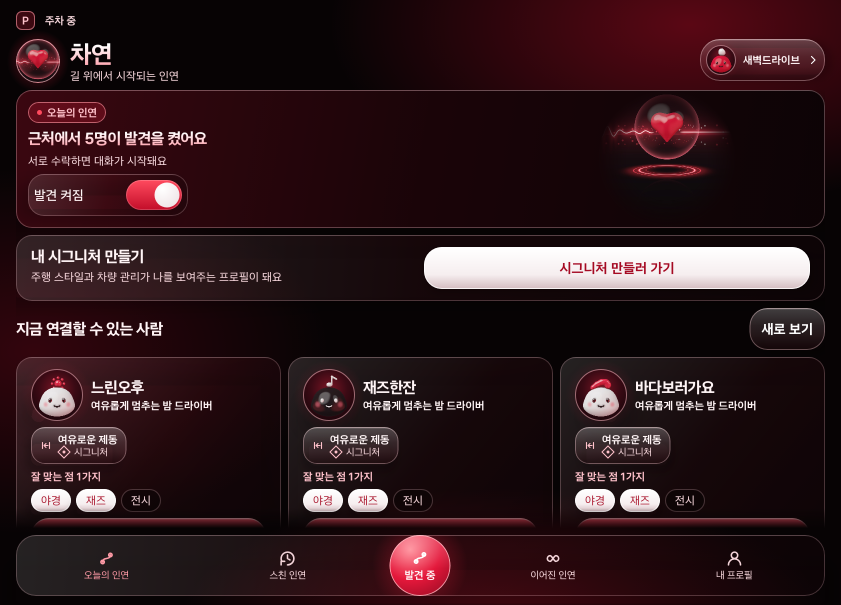 P 주차 중
차연
길 위에서 시작되는 인연
새벽드라이브
오늘의 인연
근처에서 5명이 발견을 켰어요
서로 수락하면 대화가 시작돼요
발견 켜짐
내 시그니처 만들기
주행 스타일과 차량 관리가 나를 보여주는 프로필이 돼요
시그니처 만들러 가기
지금 연결할 수 있는 사람
새로 보기
느린오후
여유롭게 멈추는 밤 드라이버
여유로운 제동
시그니처
잘 맞는 점 1가지
야경 재즈 전시
재즈한잔
여유롭게 멈추는 밤 드라이버
여유로운 제동
시그니처
잘 맞는 점 1가지
야경 재즈 전시
바다보러가요
여유롭게 멈추는 밤 드라이버
여유로운 제동
시그니처
잘 맞는 점 1가지
야경 재즈 전시
오늘의 인연
스친 인연
발견 중
이어진 인연
내 프로필